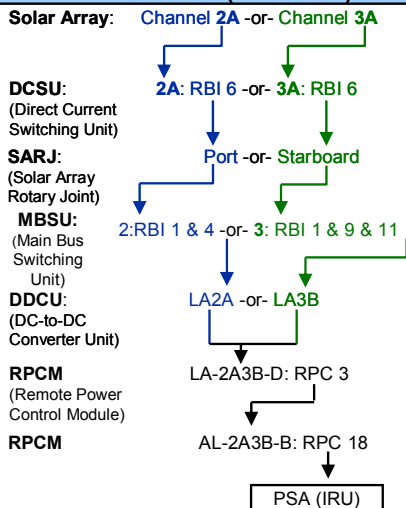 Solar Array: Channel 2A -or- Channel 3A
DCSU: 2A: RBI 6 -or- 3A: RBI 6
(Direct Current
Switching Unit)
SARJ: Port -or- Starboard
(Solar Array
Rotary Joint)
MBSU: 2:RBI 1 & 4 -or- 3: RBI 1 & 9 & 11
(Main Bus
Switching
Unit)
DDCU: LA2A -or- LA3B
(DC-to-DC
Converter Unit)
RPCM LA-2A3B-D: RPC 3
(Remote Power
Control Module)
RPCM AL-2A3B-B: RPC 18
PSA (IRU)